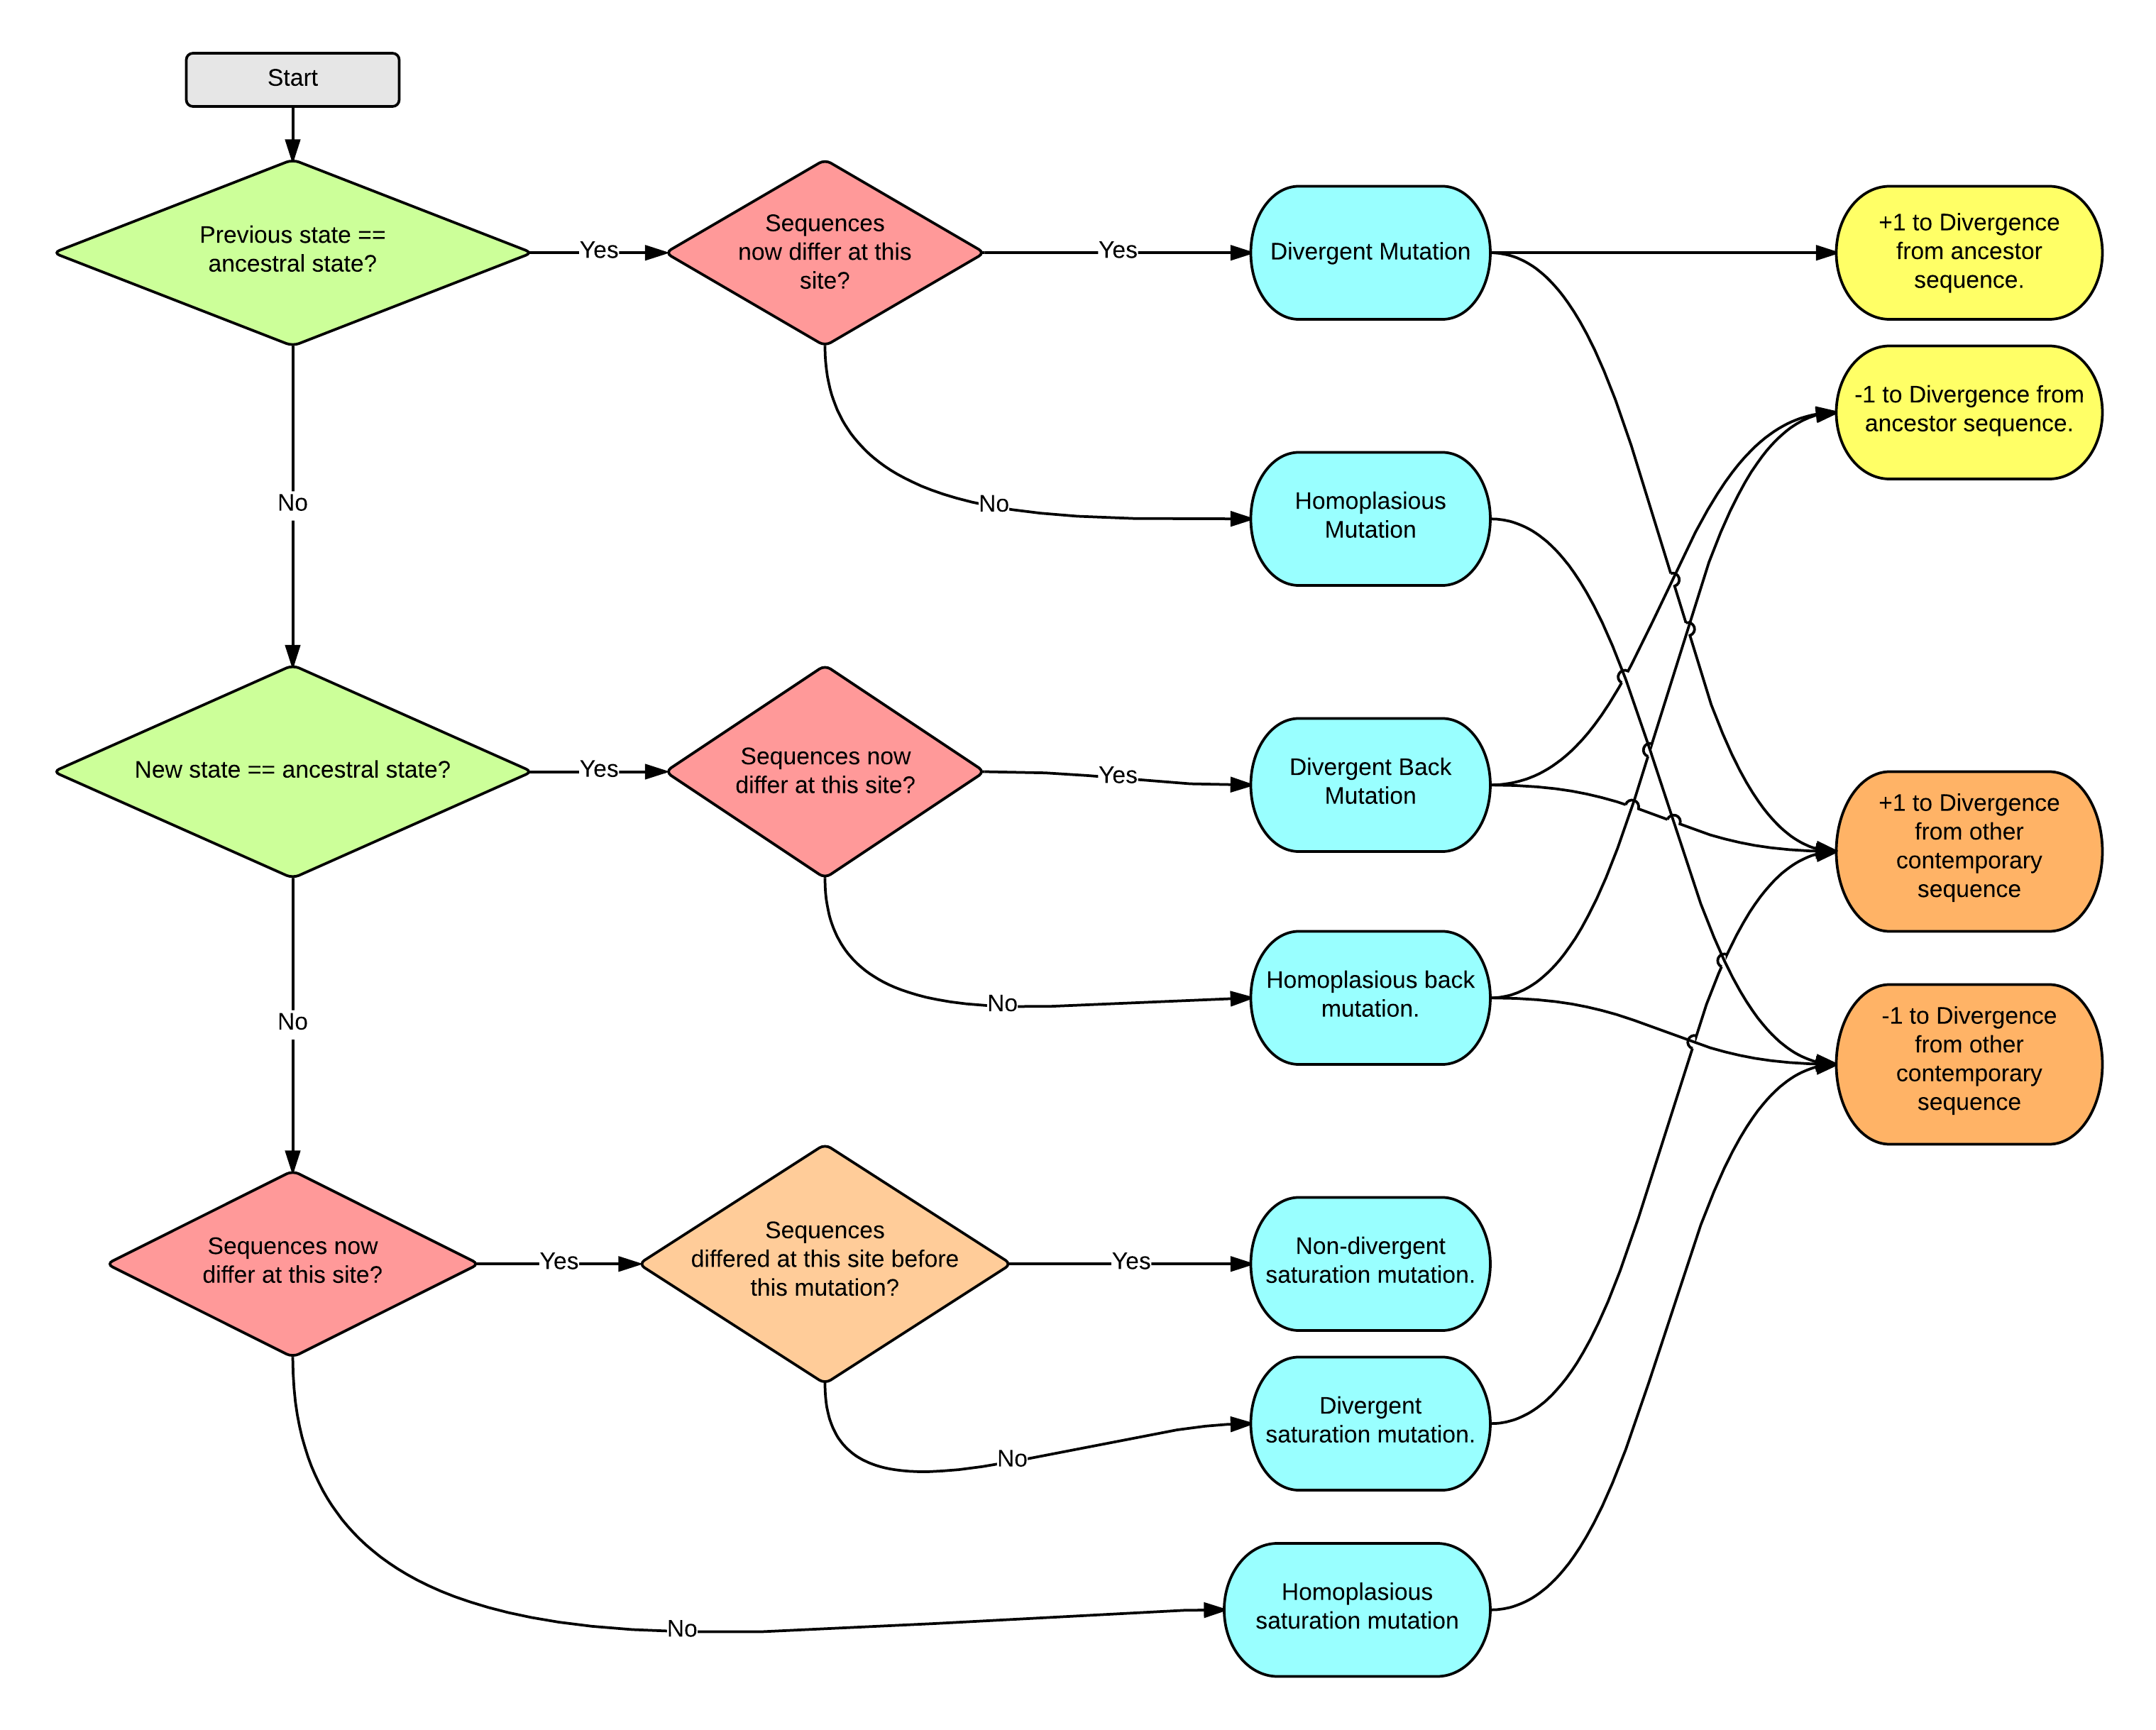 Start
Previous state ==
ancestral state?
Yes
Sequences
now differ at this
site?
Yes
Divergent Mutation
+1 to Divergence
from ancestor
sequence.
-1 to Divergence from
ancestor sequence.
No
No
Homoplasious
Mutation
New state == ancestral state?
Yes
Sequences now
differ at this site?
Yes
Divergent Back
Mutation
+1 to Divergence
from other
contemporary
sequence
No
No
Homoplasious back
mutation.
-1 to Divergence
from other
contemporary
sequence
Sequences now
differ at this site?
Yes
Sequences
differed at this site before
this mutation?
Yes
Non-divergent
saturation mutation.
No
Divergent
saturation mutation.
No
Homoplasious
saturation mutation